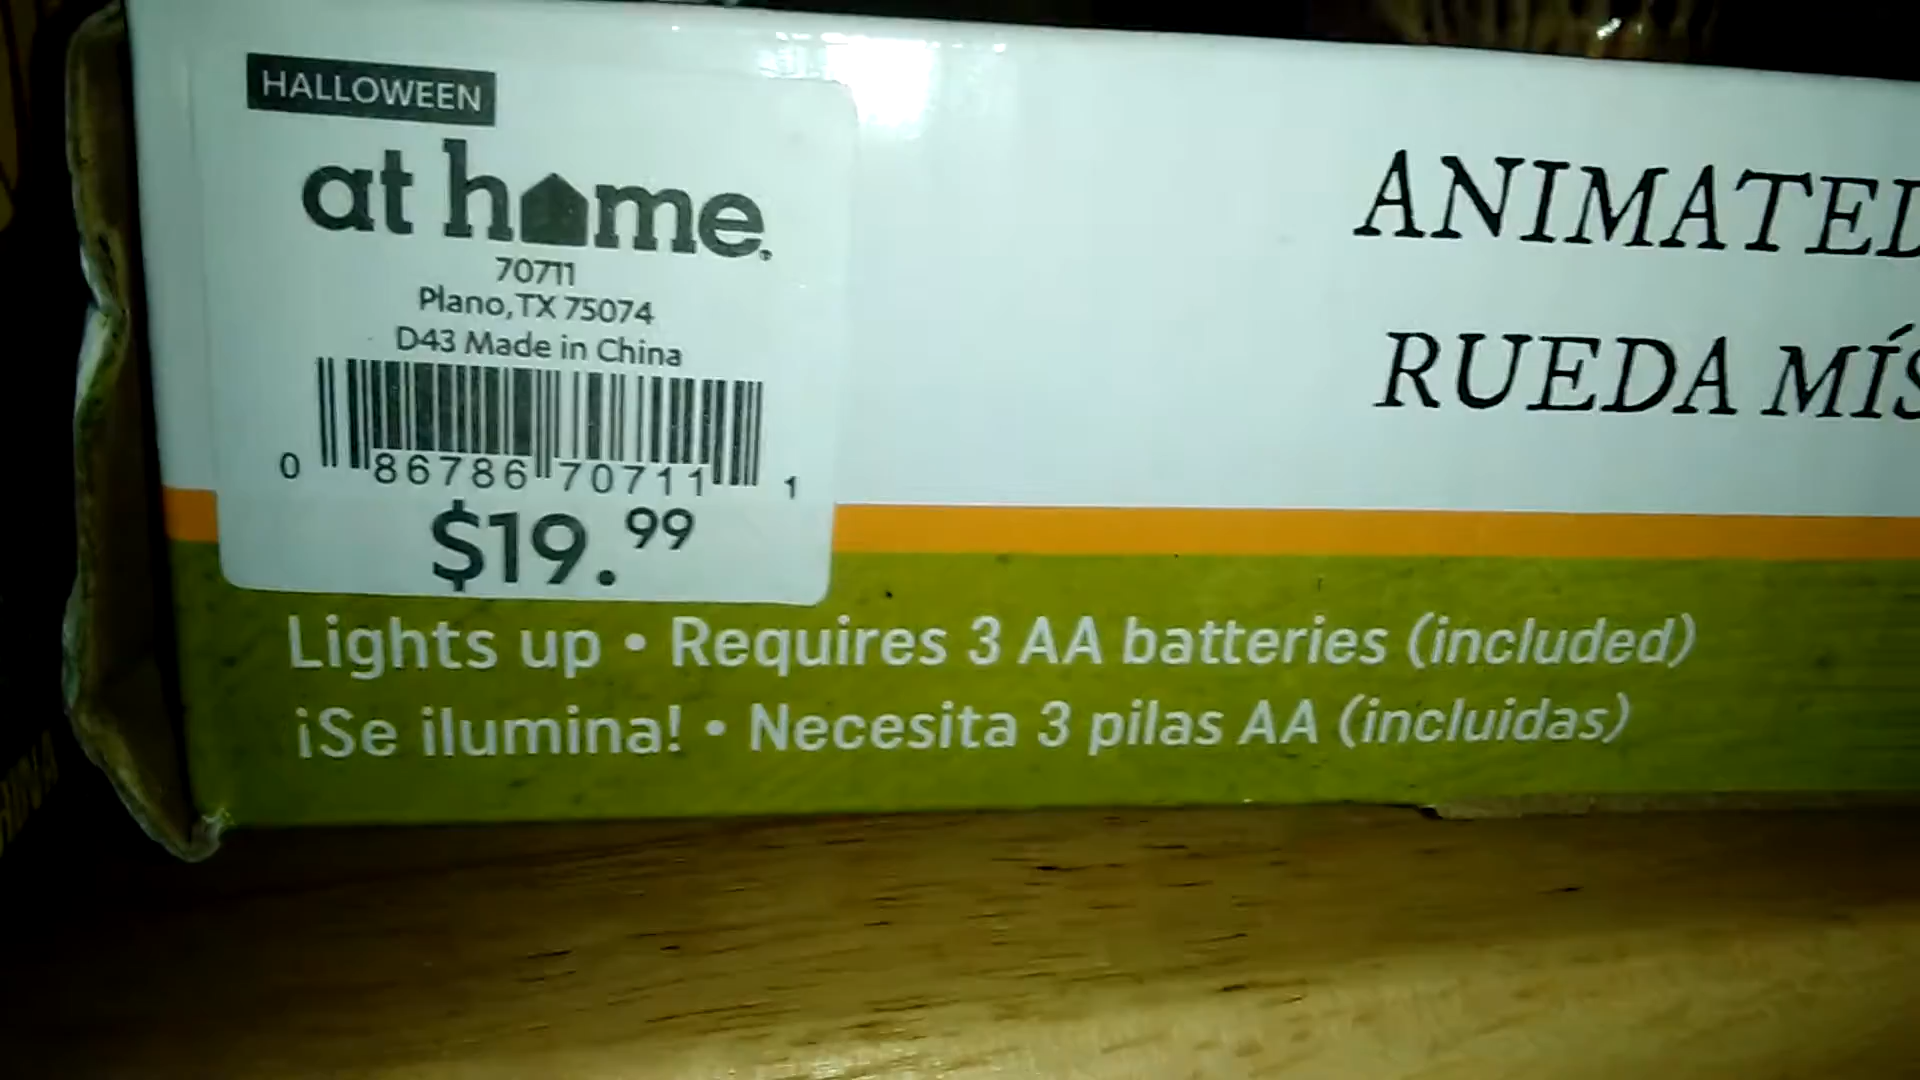 HALLOWEEN
at home
70711
Plano, TX 75074
D43 Made in China
0 86786 70711 1
$19.99
ANIMATED
RUEDA MÍS
Lights up • Requires 3 AA batteries (included)
¡Se ilumina! • Necesita 3 pilas AA (incluidas)